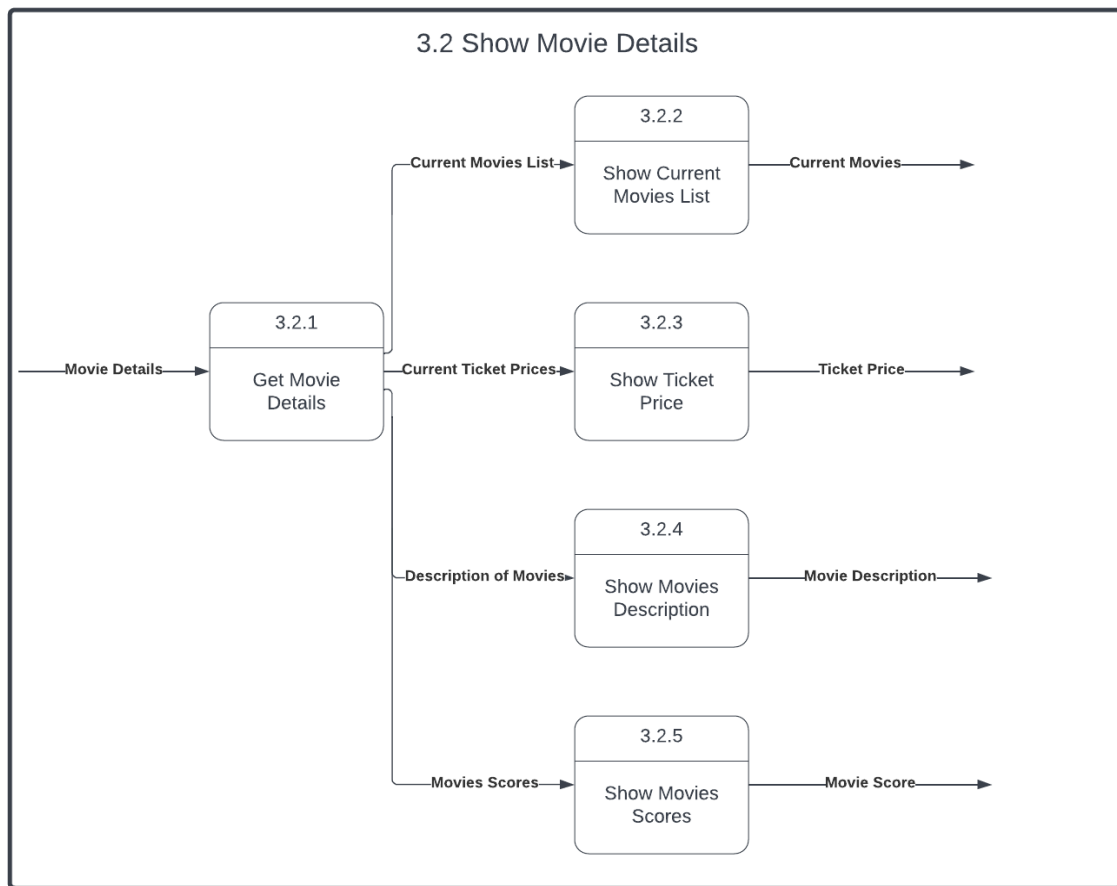 3.2 Show Movie Details
3.2.2
Current Movies List
Show Current
Movies List
Current Movies
3.2.1
Movie Details
Get Movie
Details
3.2.3
Current Ticket Prices
Show Ticket
Price
Ticket Price
3.2.4
Description of Movies
Show Movies
Description
Movie Description
3.2.5
Movies Scores
Show Movies
Scores
Movie Score